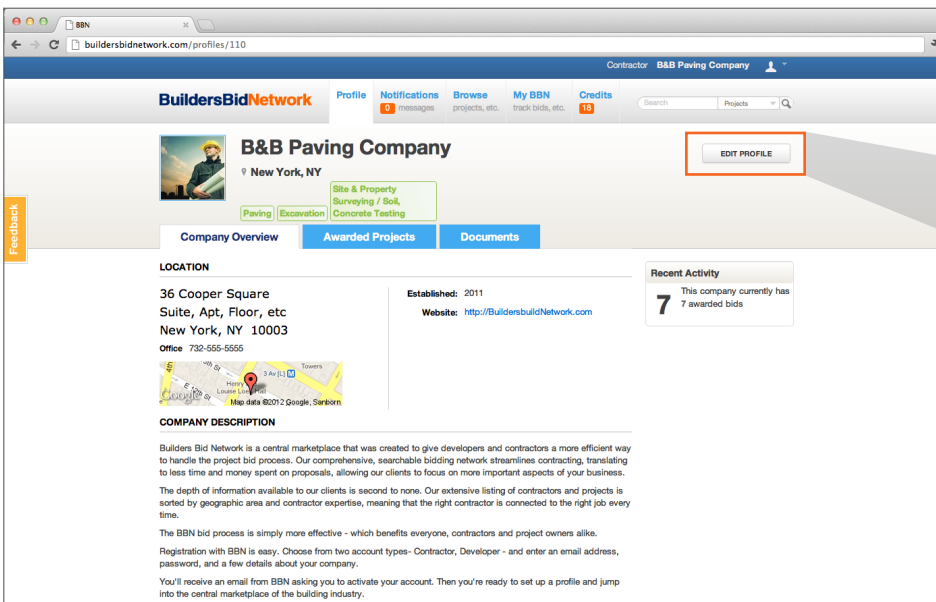 BBN
buildersbidnetwork.com/profiles/110
Contractor B&B Paving Company
BuildersBidNetwork
Profile
Notifications
0 messages
Browse
projects, etc.
My BBN
track bids, etc.
Credits
16
Search
Projects
B&B Paving Company
New York, NY
Paving
Excavation
Site & Property
Surveying / Soil,
Concrete Testing
EDIT PROFILE
Feedback
Company Overview
Awarded Projects
Documents
LOCATION
36 Cooper Square
Suite, Apt, Floor, etc
New York, NY 10003
Office 732-555-5555
Established: 2011
Website: http://BuildersbuildNetwork.com
Recent Activity
7
This company currently has
7 awarded bids
Towers
3 Av [L] M
E 12th St
Henry
Google
Map data ©2012 Google, Sanborn
COMPANY DESCRIPTION
Builders Bid Network is a central marketplace that was created to give developers and contractors a more efficient way
to handle the project bid process. Our comprehensive, searchable bidding network streamlines contracting, translating
to less time and money spent on proposals, allowing our clients to focus on more important aspects of your business.
The depth of information available to our clients is second to none. Our extensive listing of contractors and projects is
sorted by geographic area and contractor expertise, meaning that the right contractor is connected to the right job every
time.
The BBN bid process is simply more effective - which benefits everyone, contractors and project owners alike.
Registration with BBN is easy. Choose from two account types- Contractor, Developer - and enter an email address,
password, and a few details about your company.
You'll receive an email from BBN asking you to activate your account. Then you're ready to set up a profile and jump
into the central marketplace of the building industry.